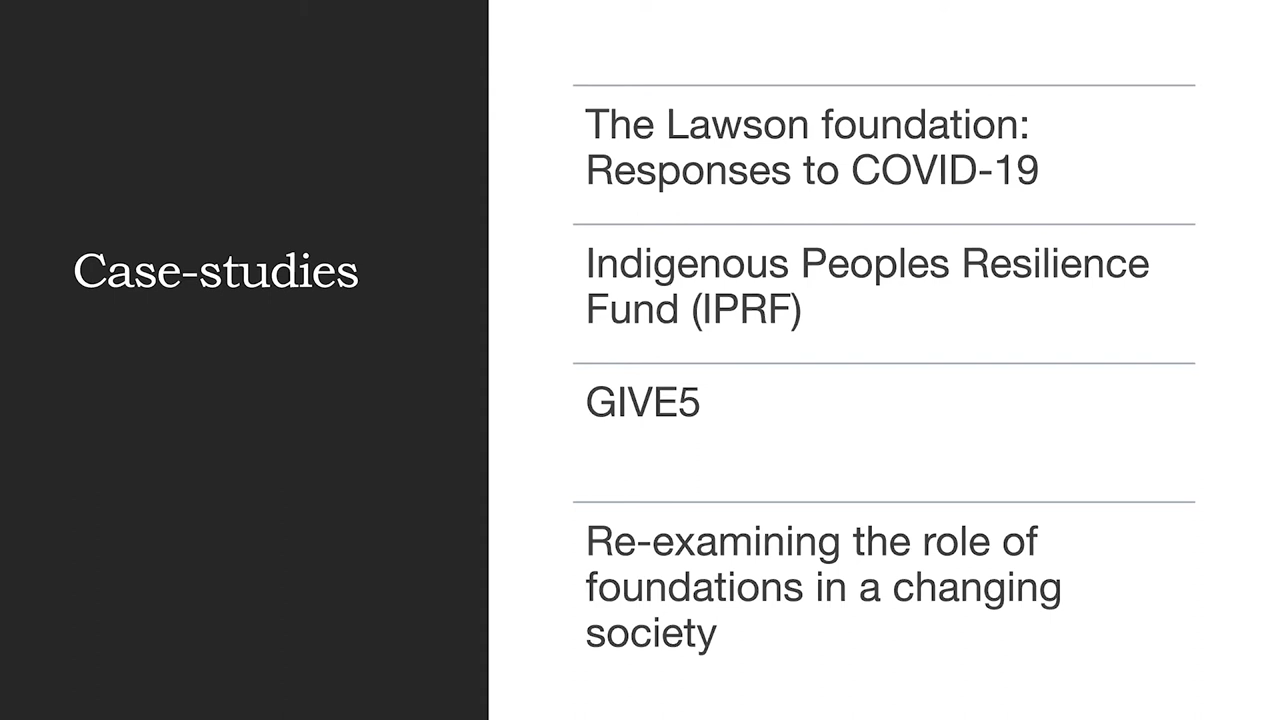 Case-studies
The Lawson foundation:
Responses to COVID-19
Indigenous Peoples Resilience
Fund (IPRF)
GIVE5
Re-examining the role of
foundations in a changing
society